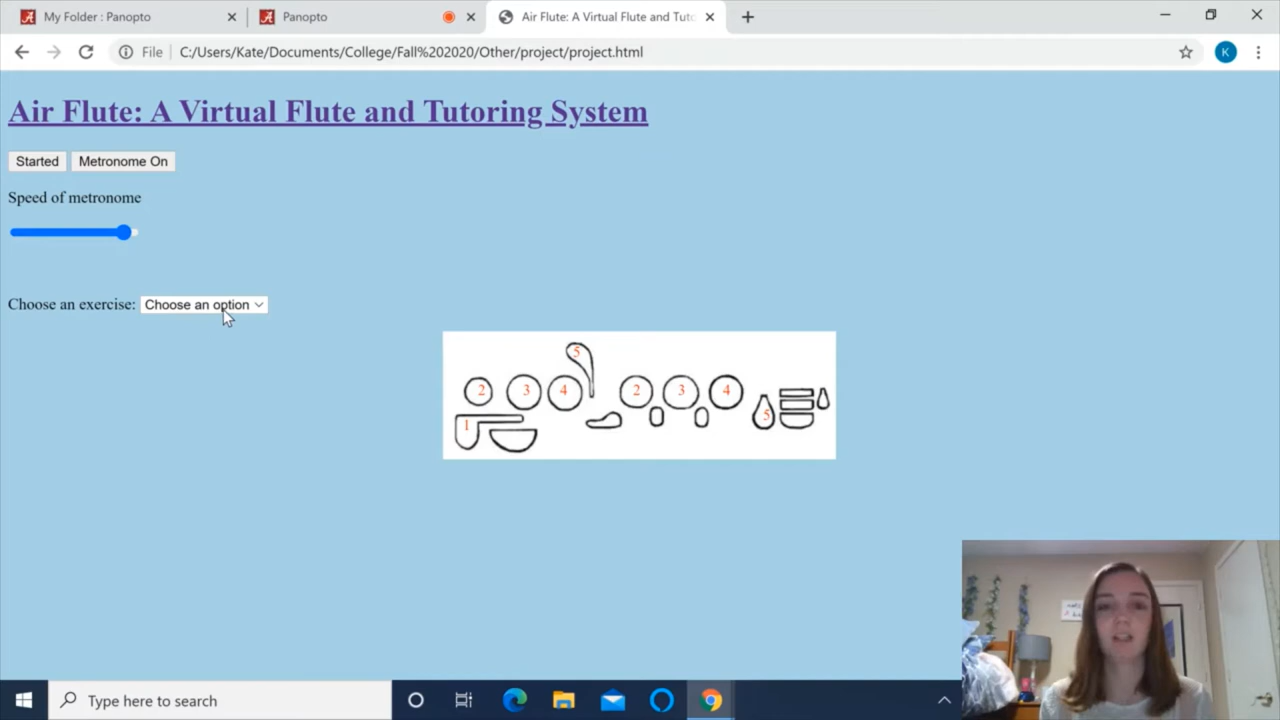 My Folder : Panopto
Panopto
Air Flute: A Virtual Flute and Tuto
File
C:/Users/Kate/Documents/College/Fall%202020/Other/project/project.html
K
Air Flute: A Virtual Flute and Tutoring System
Started
Metronome On
Speed of metronome
Choose an exercise:
Choose an option
5
2 3 4 2 3 4
1
5
Type here to search